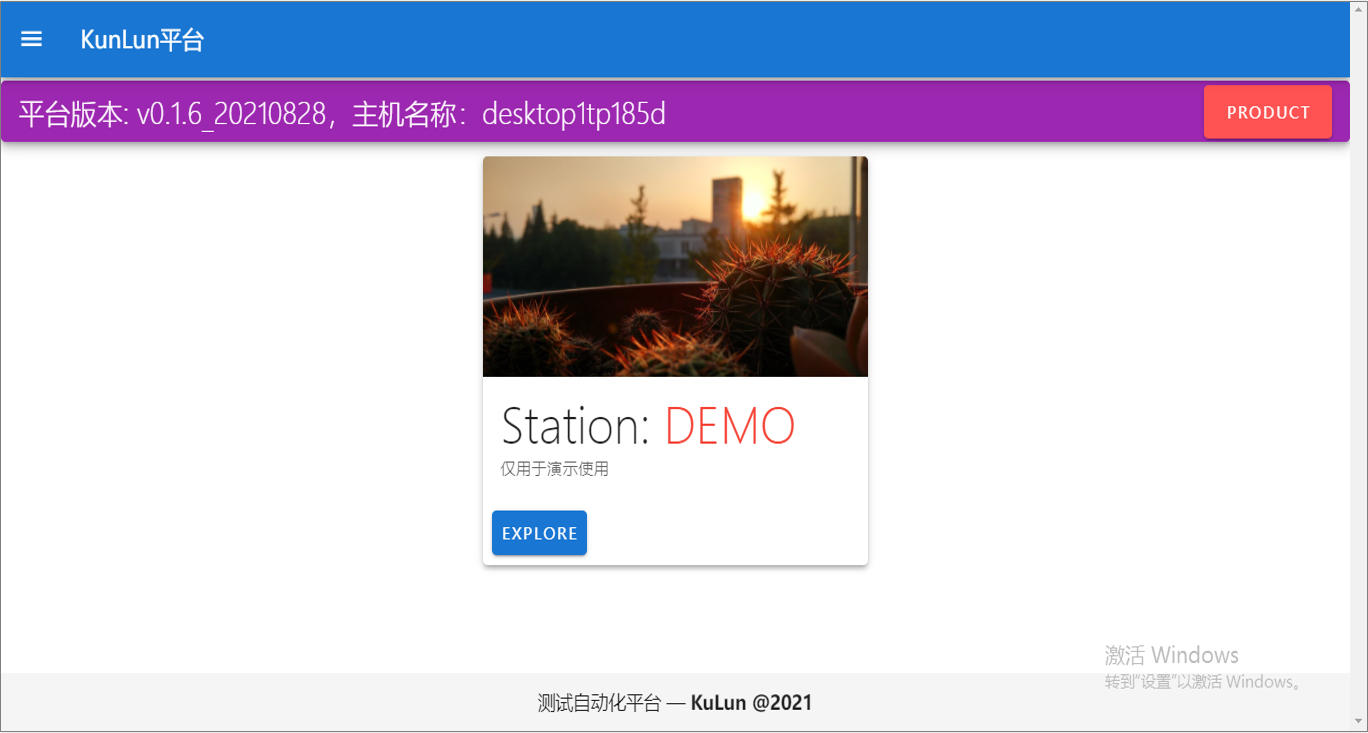 KunLun平台
平台版本: v0.1.6_20210828，主机名称：desktop1tp185d
PRODUCT
Station: DEMO
仅用于演示使用
EXPLORE
激活 Windows
转到“设置”以激活 Windows。
测试自动化平台 — KuLun @2021